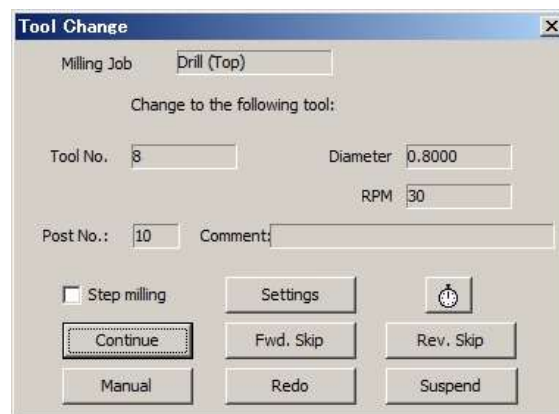 Tool Change
Milling Job Drill (Top)
Change to the following tool:
Tool No. 8 Diameter 0.8000
RPM 30
Post No.: 10 Comment:
Step milling Settings
Continue Fwd. Skip Rev. Skip
Manual Redo Suspend